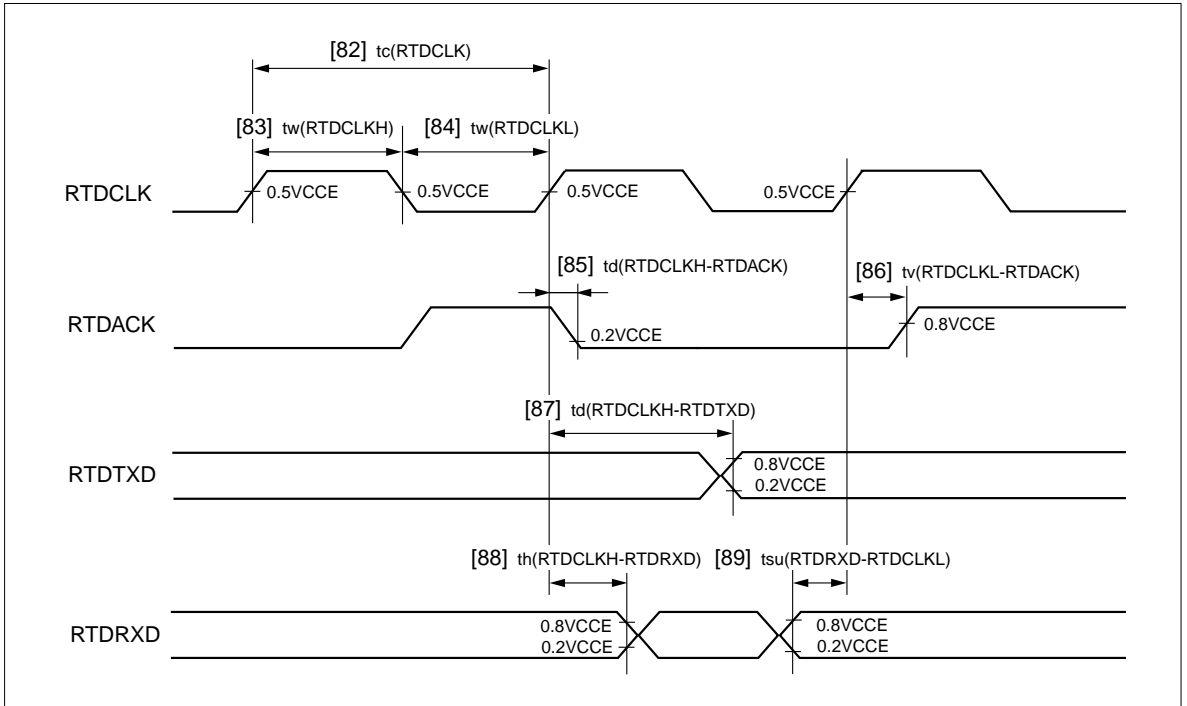 [82] tc(RTDCLK)
[83] tw(RTDCLKH) [84] tw(RTDCLKL)
RTDCLK 0.5VCCE 0.5VCCE 0.5VCCE 0.5VCCE
[85] td(RTDCLKH-RTDACK) [86] tv(RTDCLKL-RTDACK)
RTDACK 0.2VCCE 0.8VCCE
[87] td(RTDCLKH-RTDTXD)
RTDTXD 0.8VCCE
0.2VCCE
[88] th(RTDCLKH-RTDRXD) [89] tsu(RTDRXD-RTDCLKL)
RTDRXD 0.8VCCE 0.8VCCE
0.2VCCE 0.2VCCE